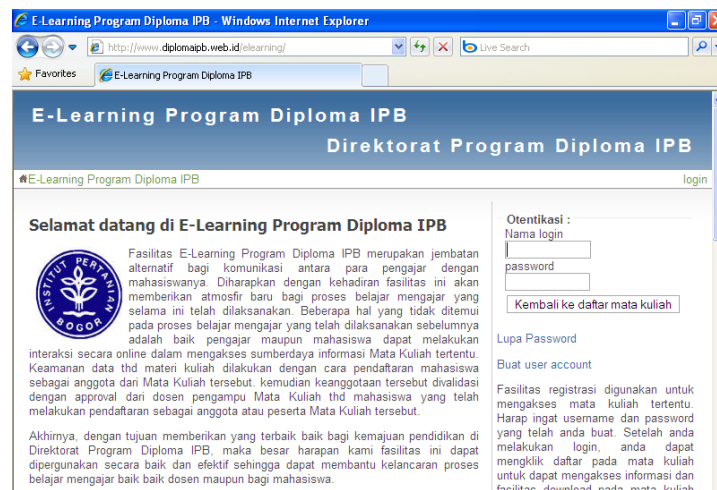 E-Learning Program Diploma IPB - Windows Internet Explorer
http://www.diplomaipb.web.id/elearning/
Live Search
Favorites
E-Learning Program Diploma IPB
E-Learning Program Diploma IPB
Direktorat Program Diploma IPB
E-Learning Program Diploma IPB
login
Selamat datang di E-Learning Program Diploma IPB
INSTITUT PERTANIAN
BOGOR
Fasilitas E-Learning Program Diploma IPB merupakan jembatan
alternatif bagi komunikasi antara para pengajar dengan
mahasiswanya. Diharapkan dengan kehadiran fasilitas ini akan
memberikan atmosfir baru bagi proses belajar mengajar yang
selama ini telah dilaksanakan. Beberapa hal yang tidak ditemui
pada proses belajar mengajar yang telah dilaksanakan sebelumnya
adalah baik pengajar maupun mahasiswa dapat melakukan
interaksi secara online dalam mengakses sumberdaya informasi Mata Kuliah tertentu.
Keamanan data thd materi kuliah dilakukan dengan cara pendaftaran mahasiswa
sebagai anggota dari Mata Kuliah tersebut. kemudian keanggotaan tersebut divalidasi
dengan approval dari dosen pengampu Mata Kuliah thd mahasiswa yang telah
melakukan pendaftaran sebagai anggota atau peserta Mata Kuliah tersebut.
Akhirnya, dengan tujuan memberikan yang terbaik baik bagi kemajuan pendidikan di
Direktorat Program Diploma IPB, maka besar harapan kami fasilitas ini dapat
dipergunakan secara baik dan efektif sehingga dapat membantu kelancaran proses
belajar mengajar baik baik dosen maupun bagi mahasiswa.
Otentikasi :
Nama login
password
Kembali ke daftar mata kuliah
Lupa Password
Buat user account
Fasilitas registrasi digunakan untuk
mengakses mata kuliah tertentu.
Harap ingat username dan password
yang telah anda buat. Setelah anda
melakukan login, anda dapat
mengklik daftar pada mata kuliah
untuk dapat mengakses informasi dan
fasilitas download pada mata kuliah